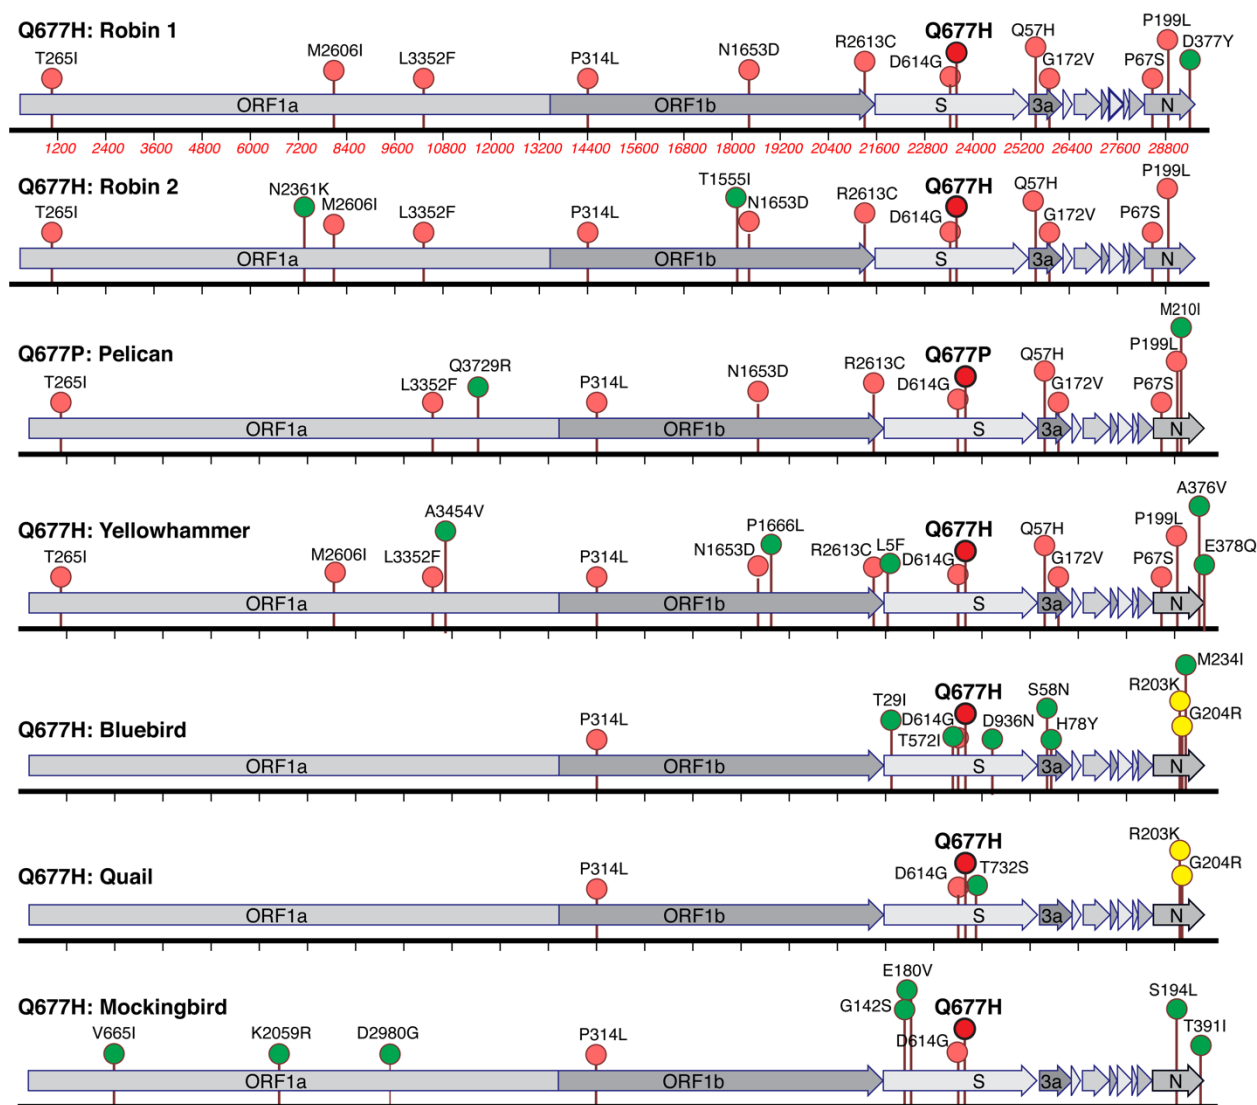 Q677H: Robin 1
T265I M2606I L3352F P314L N1653D R2613C D614G Q677H Q57H G172V P67S P199L D377Y
ORF1a ORF1b S 3a N
1200 2400 3600 4800 6000 7200 8400 9600 10800 12000 13200 14400 15600 16800 18000 19200 20400 21600 22800 24000 25200 26400 27600 28800
Q677H: Robin 2
T265I N2361K M2606I L3352F P314L T1555I N1653D R2613C D614G Q677H Q57H G172V P67S P199L
ORF1a ORF1b S 3a N
Q677P: Pelican
T265I L3352F Q3729R P314L N1653D R2613C D614G Q677P Q57H G172V P67S P199L M210I
ORF1a ORF1b S 3a N
Q677H: Yellowhammer
T265I M2606I L3352F A3454V P314L N1653D P1666L R2613C L5F D614G Q677H Q57H G172V P67S P199L A376V E378Q
ORF1a ORF1b S 3a N
Q677H: Bluebird
P314L T29I T572I D614G Q677H D936N S58N H78Y R203K G204R M234I
ORF1a ORF1b S 3a N
Q677H: Quail
P314L D614G Q677H T732S R203K G204R
ORF1a ORF1b S 3a N
Q677H: Mockingbird
V665I K2059R D2980G P314L G142S E180V D614G Q677H S194L T391I
ORF1a ORF1b S 3a N